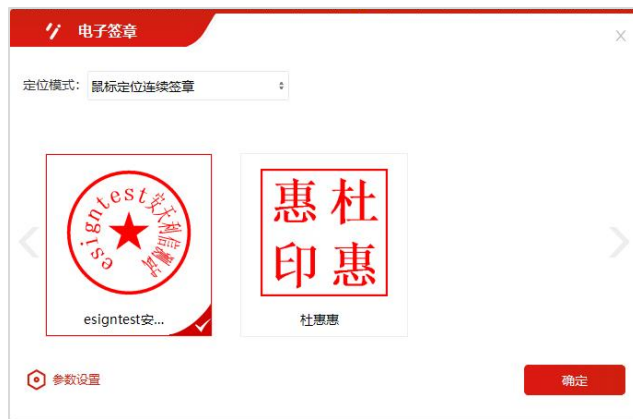 电子签章
定位模式：
鼠标定位连续签章
esigntest安天利信测试
惠杜
印惠
esigntest安...
杜惠惠
参数设置
确定